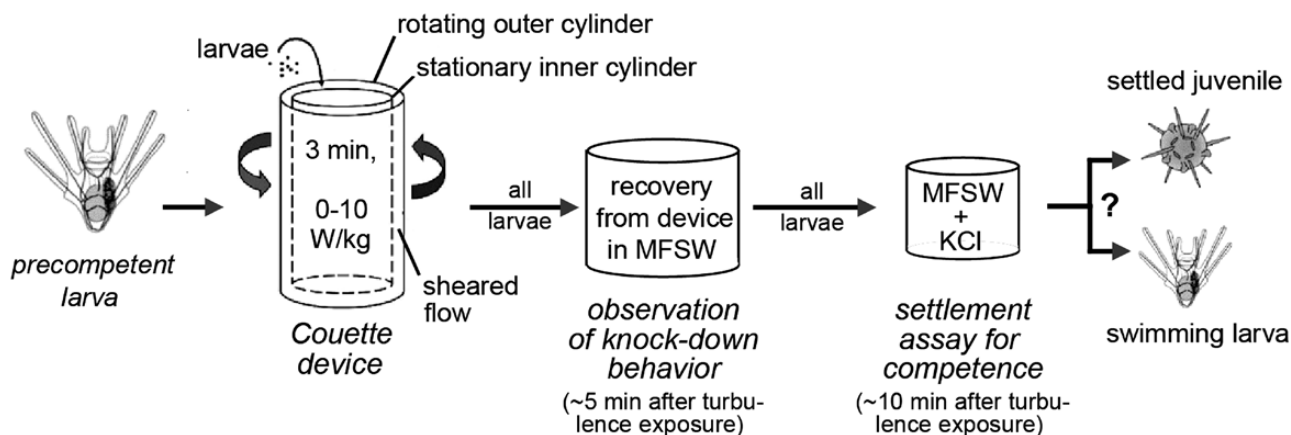 larvae
rotating outer cylinder
stationary inner cylinder
3 min,
0-10
W/kg
sheared
flow
precompetent
larva
Couette
device
all
larvae
recovery
from device
in MFSW
observation
of knock-down
behavior
(~5 min after turbu-
lence exposure)
all
larvae
MFSW
+
KCl
settlement
assay for
competence
(~10 min after turbu-
lence exposure)
?
settled juvenile
swimming larva